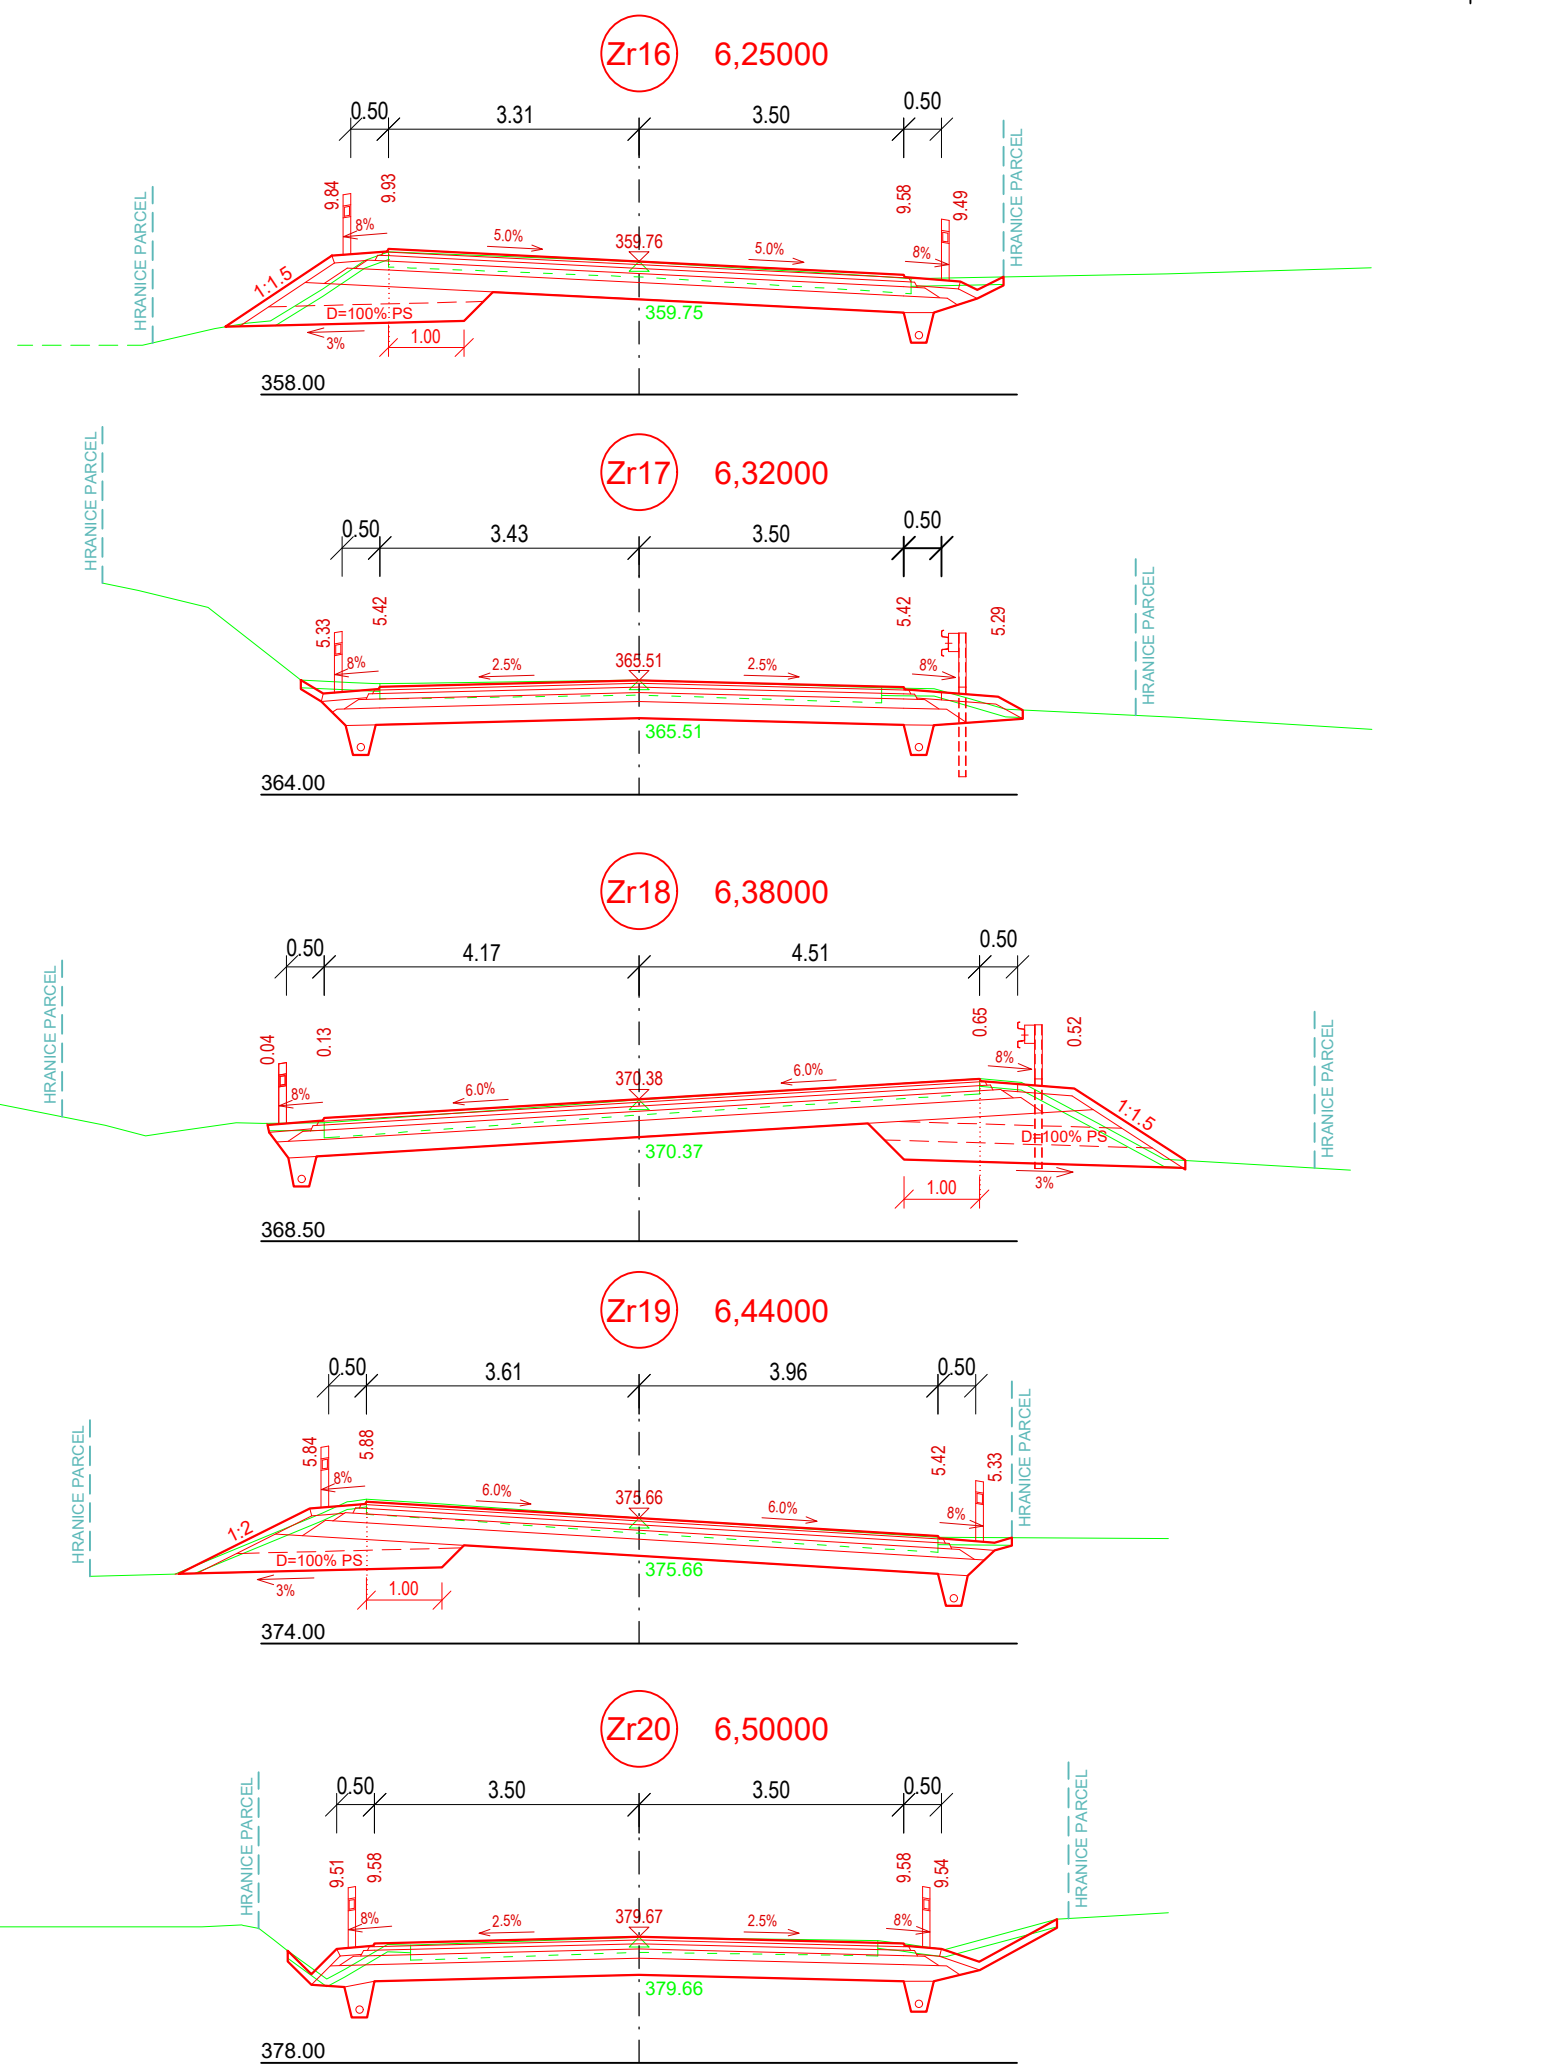 Zr16 6,25000
0.50 3.31 3.50 0.50
HRANICE PARCEL
9.84
9.93
9.58
9.49
HRANICE PARCEL
8% 5.0% 359.76 5.0% 8%
1:1.5
D=100% PS
359.75
3% 1.00
358.00
Zr17 6,32000
0.50 3.43 3.50 0.50
HRANICE PARCEL
5.33
5.42
5.42
5.29
HRANICE PARCEL
8% 2.5% 365.51 2.5% 8%
365.51
364.00
Zr18 6,38000
0.50 4.17 4.51 0.50
HRANICE PARCEL
0.04
0.13
0.65
0.52
HRANICE PARCEL
8% 6.0% 370.38 6.0% 8%
1:1.5
D=100% PS
370.37
1.00 3%
368.50
Zr19 6,44000
0.50 3.61 3.96 0.50
HRANICE PARCEL
5.84
5.88
5.42
5.33
HRANICE PARCEL
8% 6.0% 375.66 6.0% 8%
1:2
D=100% PS
375.66
3% 1.00
374.00
Zr20 6,50000
0.50 3.50 3.50 0.50
HRANICE PARCEL
9.51
9.58
9.58
9.54
HRANICE PARCEL
8% 2.5% 379.67 2.5% 8%
379.66
378.00